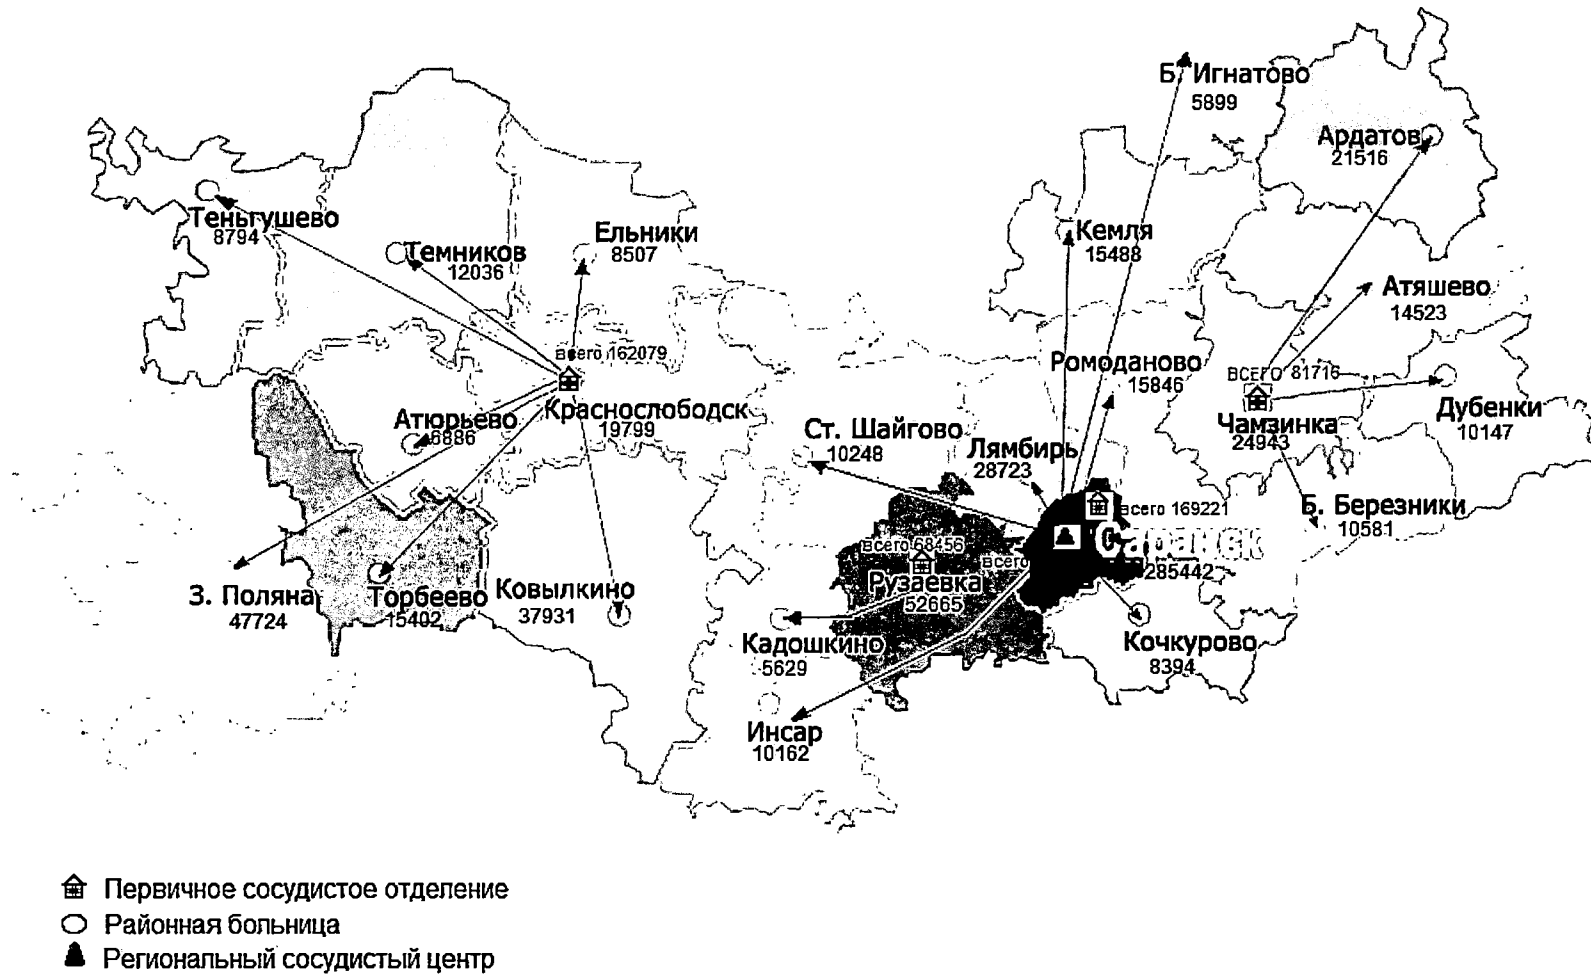 Б. Игнатово
5899
Ардатов
21516
Теньгушево
8794
Темников
12036
Ельники
8507
Кемля
15488
Атяшево
14523
всего 162079
Ромоданово
15846
всего 81716
Краснослободск
19799
Атюрьево
6886
Ст. Шайгово
10248
Лямбирь
28723
Чамзинка
24943
Дубенки
10147
Б. Березники
10581
всего 169221
Саранск
285442
всего 68456
всего
Рузаевка
52665
З. Поляна
47724
Торбеево
15402
Ковылкино
37931
Кадошкино
5629
Кочкурово
8394
Инсар
10162
Первичное сосудистое отделение
Районная больница
Региональный сосудистый центр